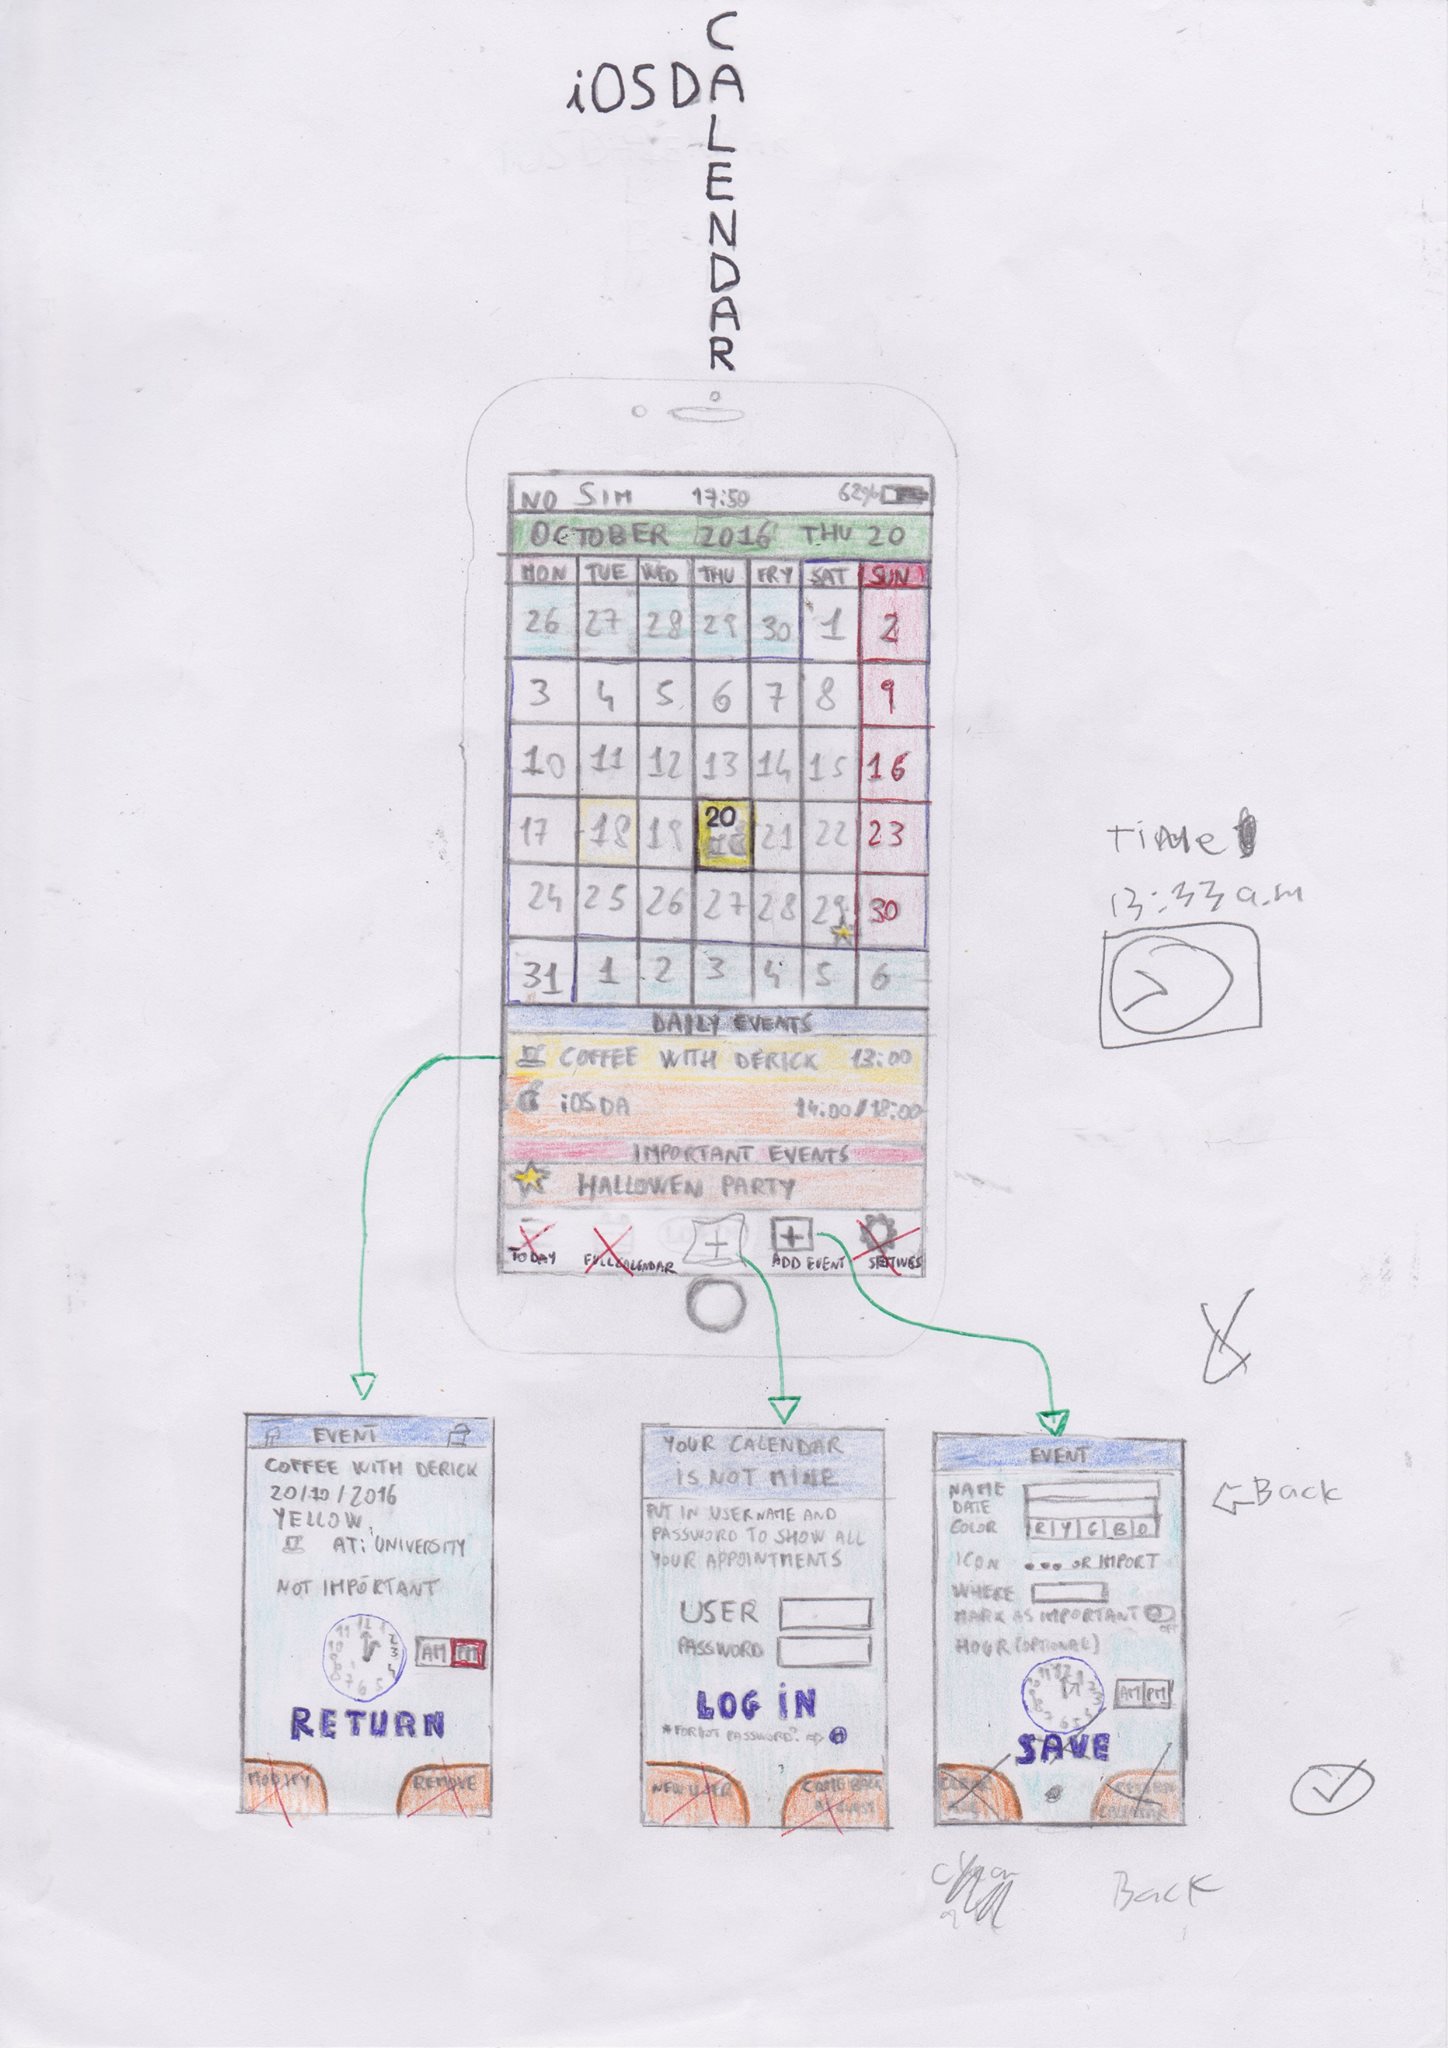 CALENDAR
iOSDA
NO SIM 17:50 62%
OCTOBER 2016 THU 20
MON TUE WED THU FRY SAT SUN
26 27 28 29 30 1 2
3 4 5 6 7 8 9
10 11 12 13 14 15 16
17 18 19 20 21 22 23
24 25 26 27 28 29 30
31 1 2 3 4 5 6
DAILY EVENTS
COFFEE WITH DERICK 13:00
iOSDA 14:00/18:00
IMPORTANT EVENTS
HALLOWEN PARTY
TODAY FULL CALENDAR ADD EVENT SETTINGS
Time
13:33 a.m
EVENT
COFFEE WITH DERICK
20/10/2016
YELLOW
AT: UNIVERSITY
NOT IMPORTANT
AM PM
RETURN
MODIFY REMOVE
YOUR CALENDAR
IS NOT MINE
PUT IN USERNAME AND
PASSWORD TO SHOW ALL
YOUR APPOINTMENTS
USER
PASSWORD
LOG iN
*FORGOT PASSWORD? =>
NEW USER COME BACK
EVENT
NAME
DATE
COLOR R Y G B O
ICON ... OR IMPORT
WHERE
MARK AS IMPORTANT OFF
HOUR (OPTIONAL)
AM PM
SAVE
CALENDAR
Back
Back